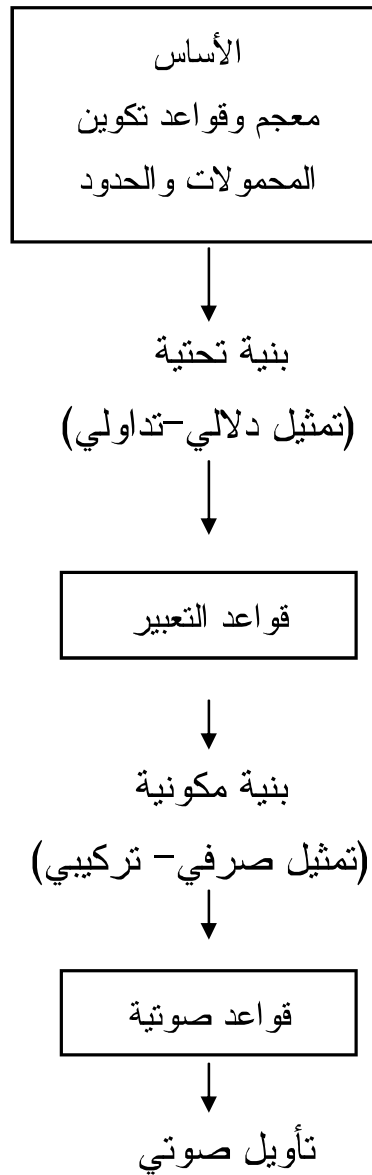 الأساس
معجم وقواعد تكوين
المحمولات والحدود
بنية تحتية
(تمثيل دلالي-تداولي)
قواعد التعبير
بنية مكونية
(تمثيل صرفي- تركيبي)
قواعد صوتية
تأويل صوتي